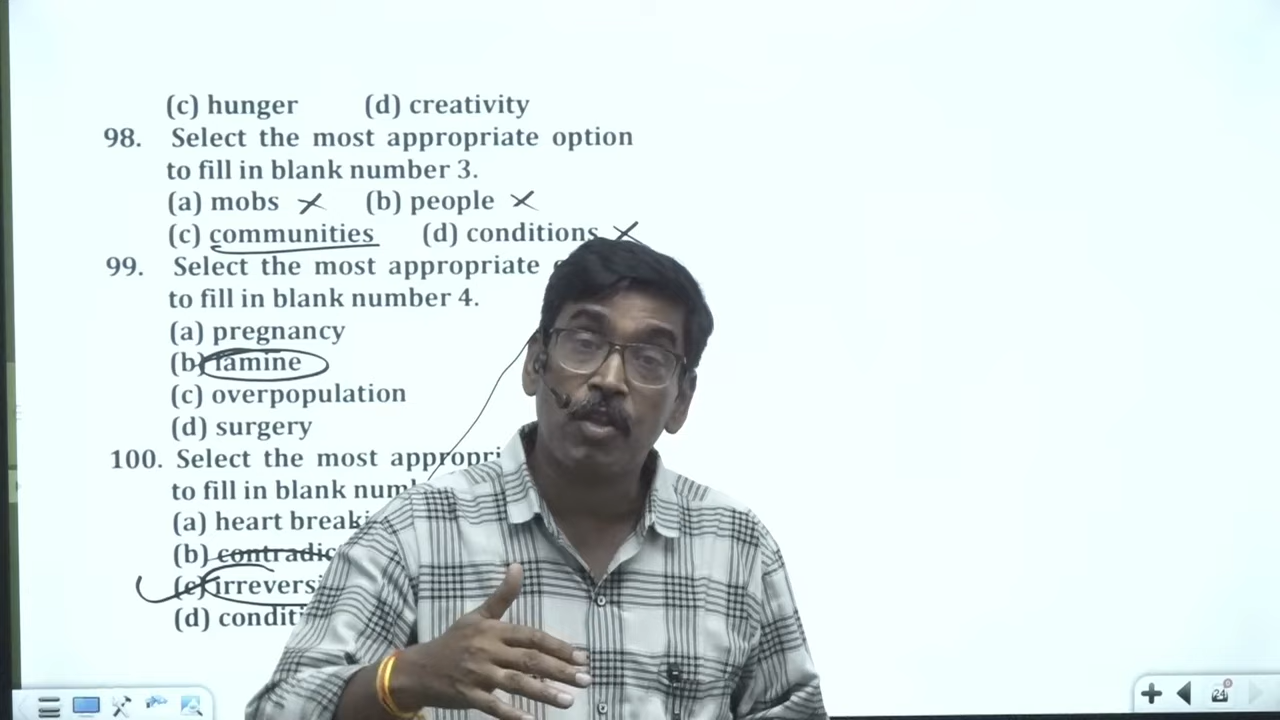 (c) hunger (d) creativity
98. Select the most appropriate option
to fill in blank number 3.
(a) mobs (b) people
(c) communities (d) conditions
99. Select the most appropriate
to fill in blank number 4.
(a) pregnancy
(b) famine
(c) overpopulation
(d) surgery
100. Select the most
to fill in blank
(a) heart
(b)
(c)
(d)
24